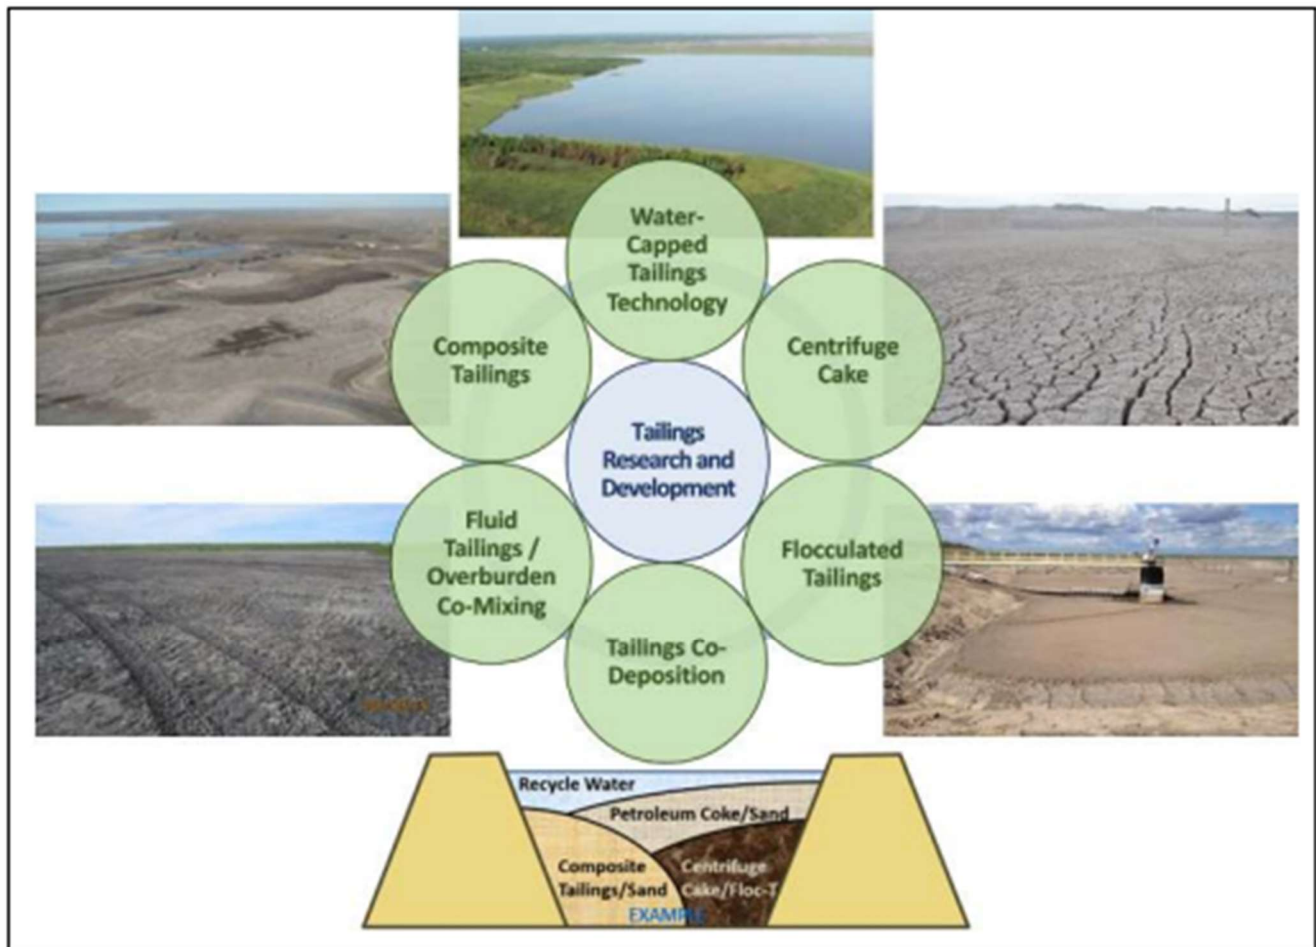 Water-
Capped
Tailings
Technology
Composite
Tailings
Centrifuge
Cake
Tailings
Research and
Development
Fluid
Tailings /
Overburden
Co-Mixing
Flocculated
Tailings
Tailings Co-
Deposition
Recycle Water
Petroleum Coke/Sand
Composite
Tailings/Sand
Centrifuge
Cake/Floc-T
EXAMPLE